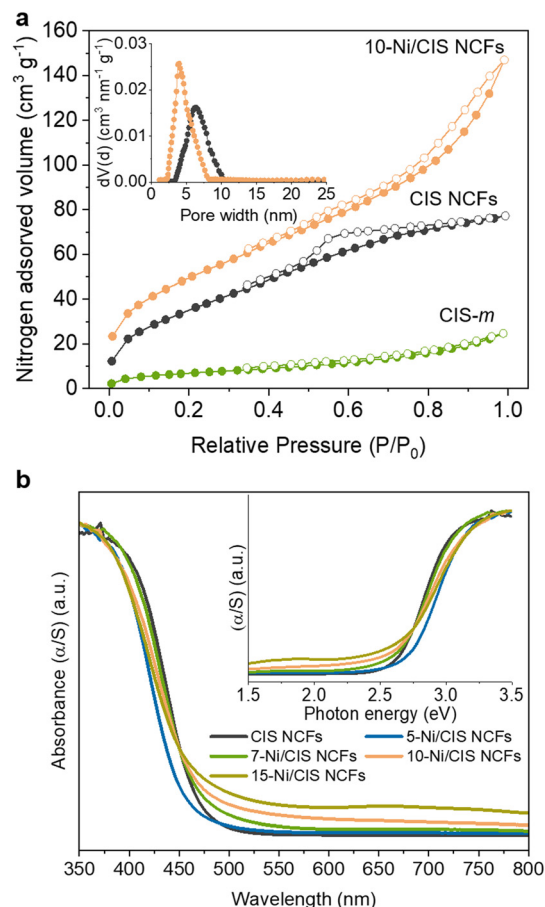 a
160
140
120
100
80
60
40
20
0
Nitrogen adsorved volume (cm³ g⁻¹)
0.03
0.02
0.01
0.00
dV(d) (cm³ nm⁻¹ g⁻¹)
0 5 10 15 20 25
Pore width (nm)
10-Ni/CIS NCFs
CIS NCFs
CIS-m
0.0 0.2 0.4 0.6 0.8 1.0
Relative Pressure (P/P₀)
b
Absorbance (α/S) (a.u.)
(α/S) (a.u.)
1.5 2.0 2.5 3.0 3.5
Photon energy (eV)
CIS NCFs 5-Ni/CIS NCFs
7-Ni/CIS NCFs 10-Ni/CIS NCFs
15-Ni/CIS NCFs
350 400 450 500 550 600 650 700 750 800
Wavelength (nm)